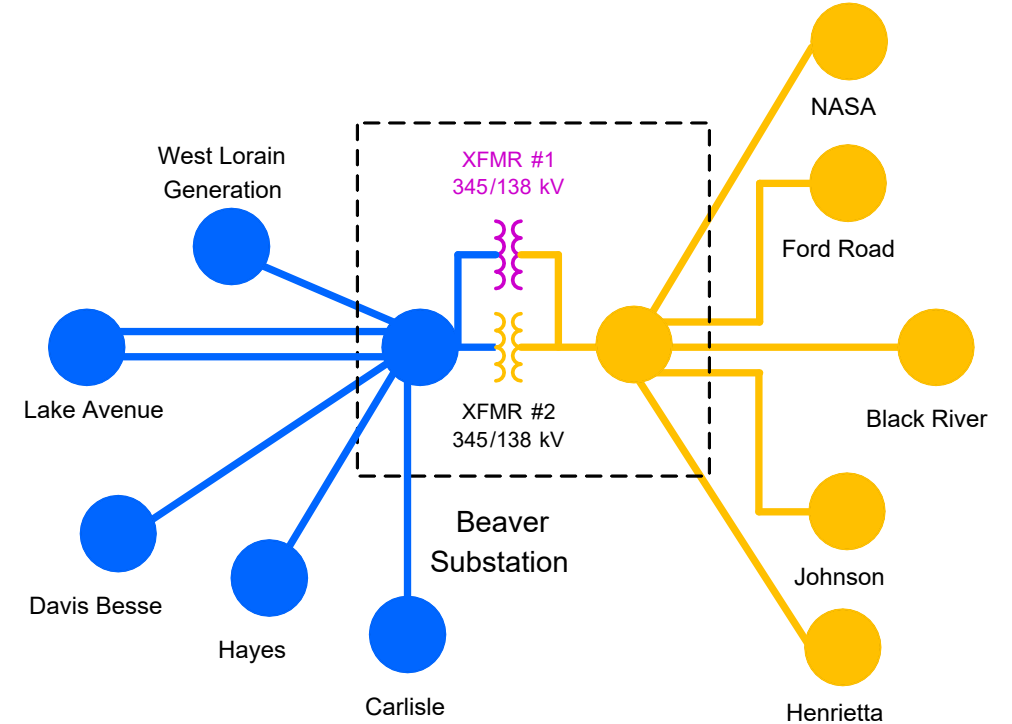 NASA
XFMR #1
345/138 kV
West Lorain
Generation
Ford Road
Lake Avenue
XFMR #2
345/138 kV
Black River
Beaver
Substation
Johnson
Davis Besse
Hayes
Carlisle
Henrietta